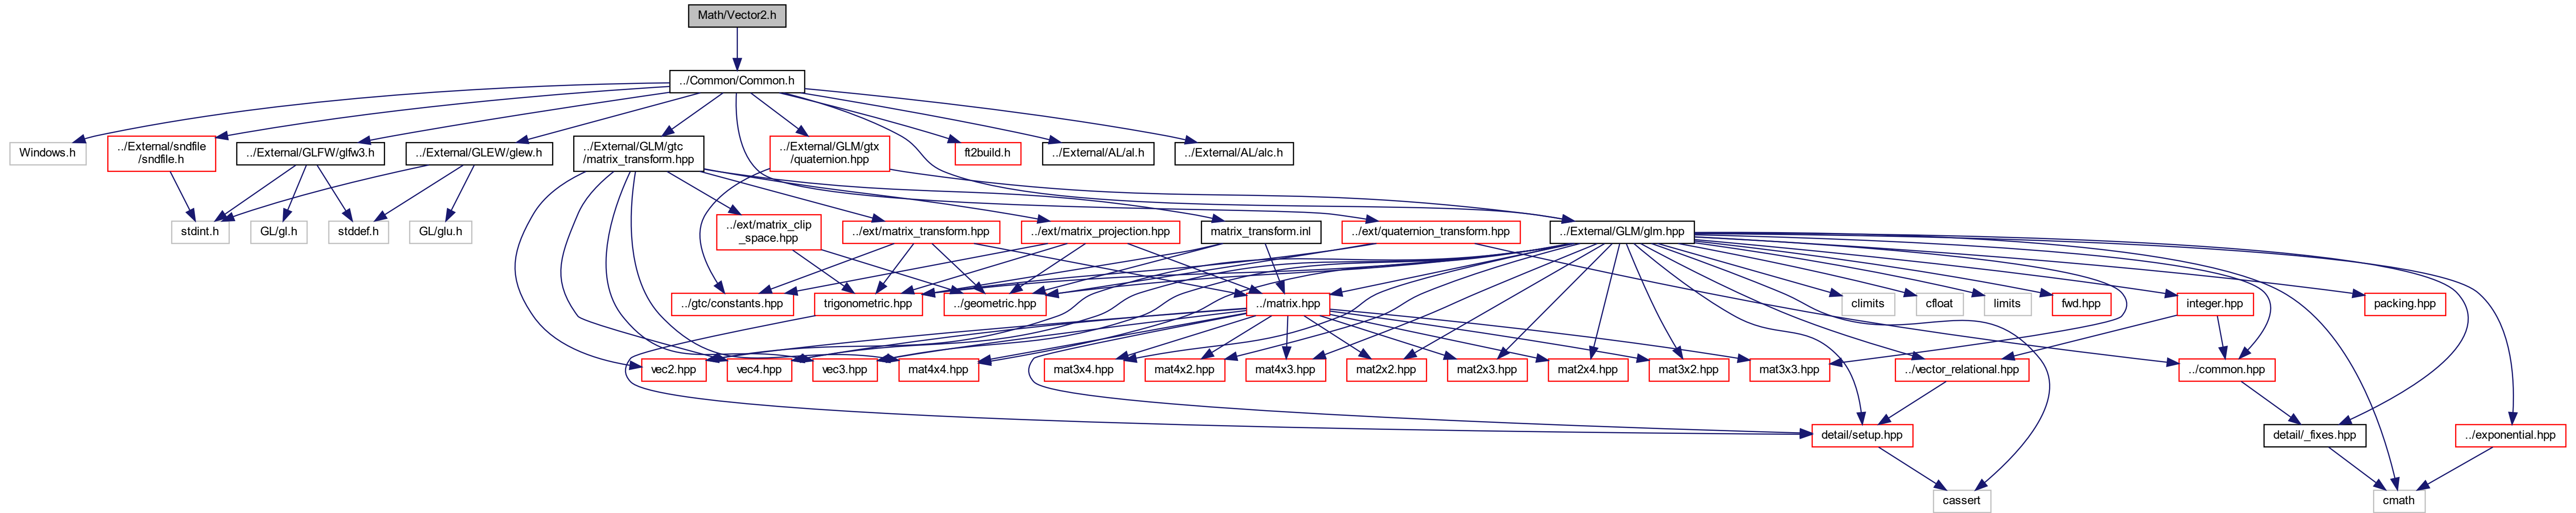 Math/Vector2.h
../Common/Common.h
Windows.h
../External/sndfile
/sndfile.h
../External/GLFW/glfw3.h
../External/GLEW/glew.h
../External/GLM/gtc
/matrix_transform.hpp
../External/GLM/gtx
/quaternion.hpp
ft2build.h
../External/AL/al.h
../External/AL/alc.h
stdint.h
GL/gl.h
stddef.h
GL/glu.h
../ext/matrix_clip
_space.hpp
../ext/matrix_transform.hpp
../ext/matrix_projection.hpp
matrix_transform.inl
../ext/quaternion_transform.hpp
../External/GLM/glm.hpp
../gtc/constants.hpp
trigonometric.hpp
../geometric.hpp
../matrix.hpp
climits
cfloat
limits
fwd.hpp
integer.hpp
packing.hpp
vec2.hpp
vec4.hpp
vec3.hpp
mat4x4.hpp
mat3x4.hpp
mat4x2.hpp
mat4x3.hpp
mat2x2.hpp
mat2x3.hpp
mat2x4.hpp
mat3x2.hpp
mat3x3.hpp
../vector_relational.hpp
../common.hpp
detail/setup.hpp
detail/_fixes.hpp
../exponential.hpp
cassert
cmath